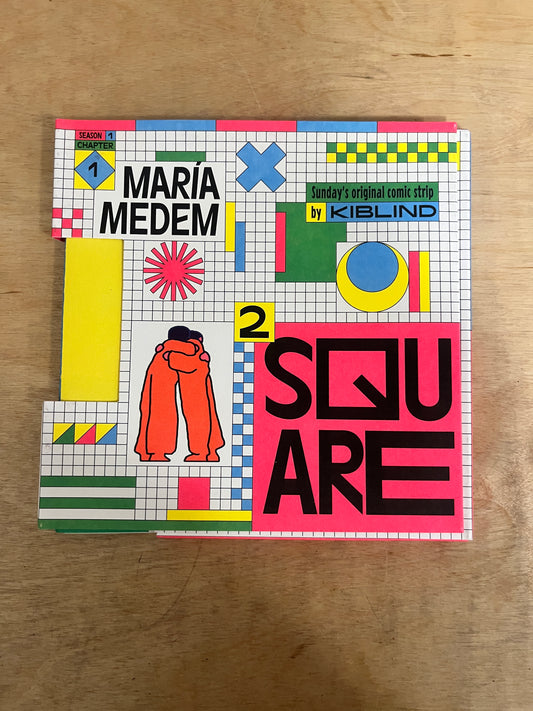 SEASON 1
CHAPTER
1
MARÍA
MEDEM
Sunday's original comic strip
by KIBLIND
2
SQU
ARE